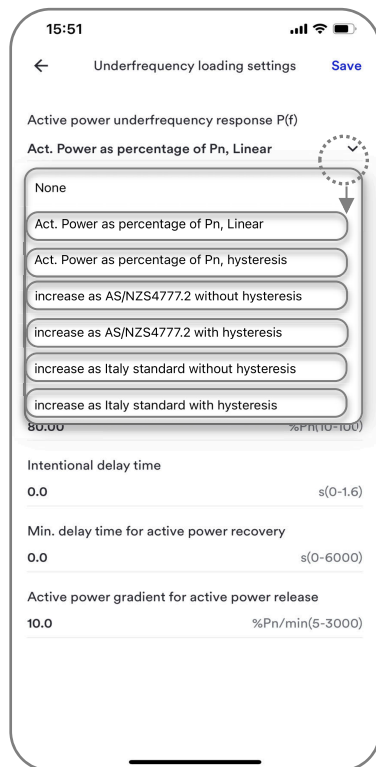 15:51
Underfrequency loading settings Save
Active power underfrequency response P(f)
Act. Power as percentage of Pn, Linear
None
Act. Power as percentage of Pn, Linear
Act. Power as percentage of Pn, hysteresis
increase as AS/NZS4777.2 without hysteresis
increase as AS/NZS4777.2 with hysteresis
increase as Italy standard without hysteresis
increase as Italy standard with hysteresis
80.00 %Pn(10-100)
Intentional delay time
0.0 s(0-1.6)
Min. delay time for active power recovery
0.0 s(0-6000)
Active power gradient for active power release
10.0 %Pn/min(5-3000)